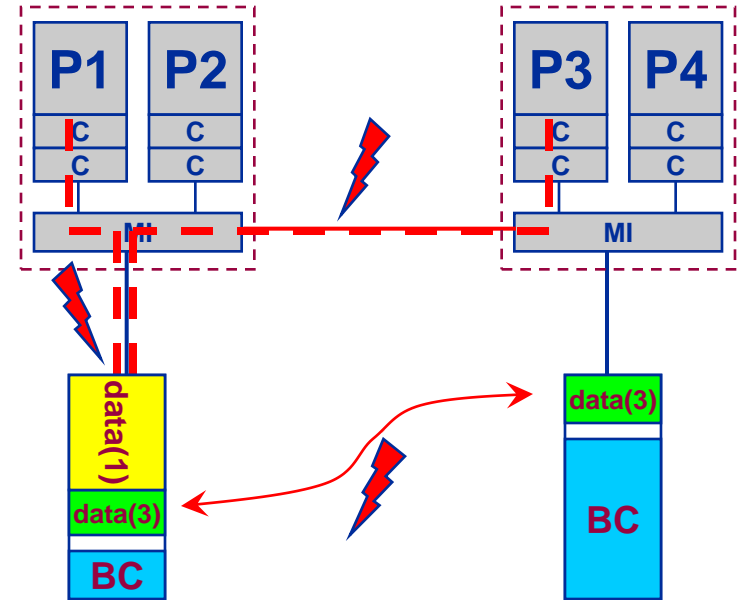 P1 P2 P3 P4
C C C C
C C C C
MI MI
data(1)
data(3) data(3)
BC BC